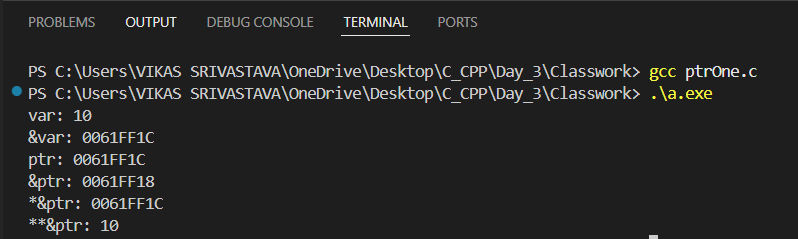 PROBLEMS OUTPUT DEBUG CONSOLE TERMINAL PORTS
PS C:\Users\VIKAS SRIVASTAVA\OneDrive\Desktop\C_CPP\Day_3\Classwork> gcc ptrOne.c
PS C:\Users\VIKAS SRIVASTAVA\OneDrive\Desktop\C_CPP\Day_3\Classwork> .\a.exe
var: 10
&var: 0061FF1C
ptr: 0061FF1C
&ptr: 0061FF18
*&ptr: 0061FF1C
**&ptr: 10